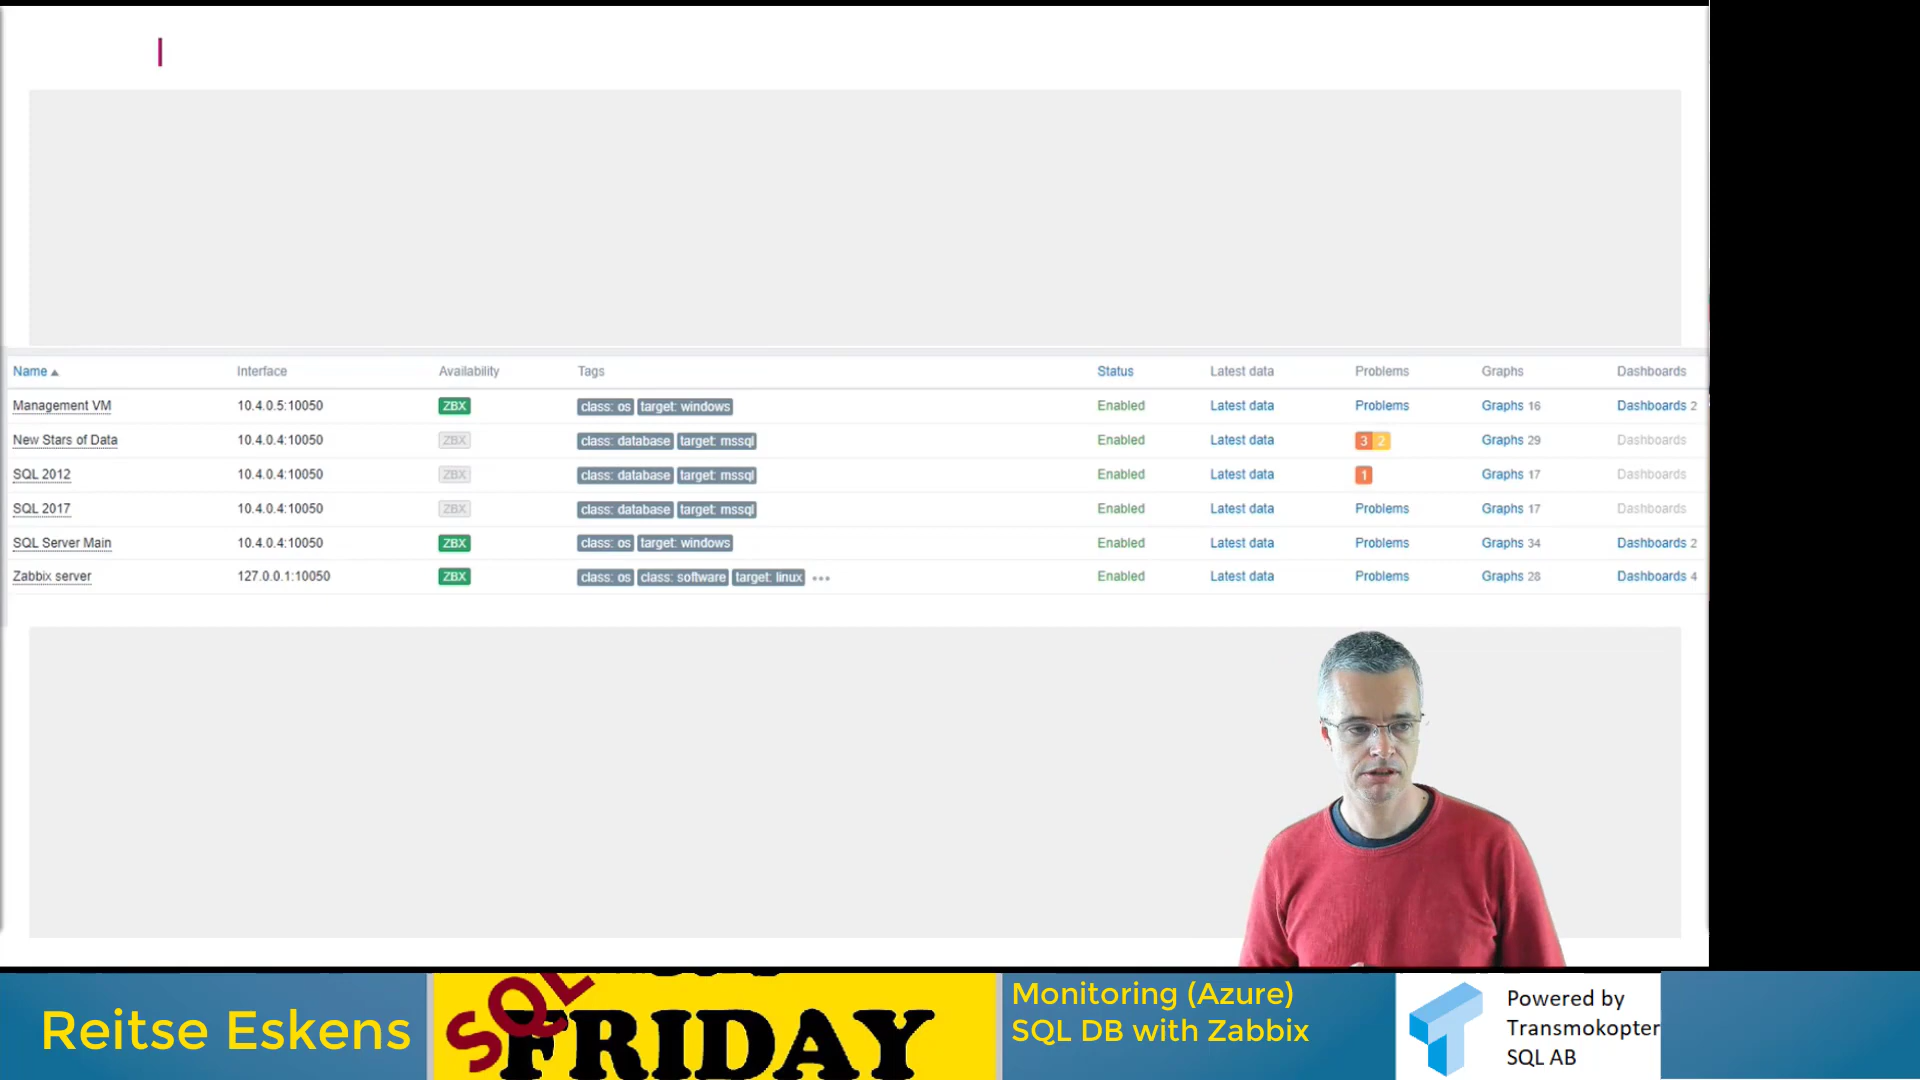 Name Interface Availability Tags Status Latest data Problems Graphs Dashboards
Management VM 10.4.0.5:10050 ZBX class: os target: windows Enabled Latest data Problems Graphs 16 Dashboards 2
New Stars of Data 10.4.0.4:10050 ZBX class: database target: mssql Enabled Latest data 3 2 Graphs 29 Dashboards
SQL 2012 10.4.0.4:10050 ZBX class: database target: mssql Enabled Latest data 1 Graphs 17 Dashboards
SQL 2017 10.4.0.4:10050 ZBX class: database target: mssql Enabled Latest data Problems Graphs 17 Dashboards
SQL Server Main 10.4.0.4:10050 ZBX class: os target: windows Enabled Latest data Problems Graphs 34 Dashboards 2
Zabbix server 127.0.0.1:10050 ZBX class: os class: software target: linux ••• Enabled Latest data Problems Graphs 28 Dashboards 4
Reitse Eskens
SQL
FRIDAY
Monitoring (Azure)
SQL DB with Zabbix
Powered by
Transmokopter
SQL AB